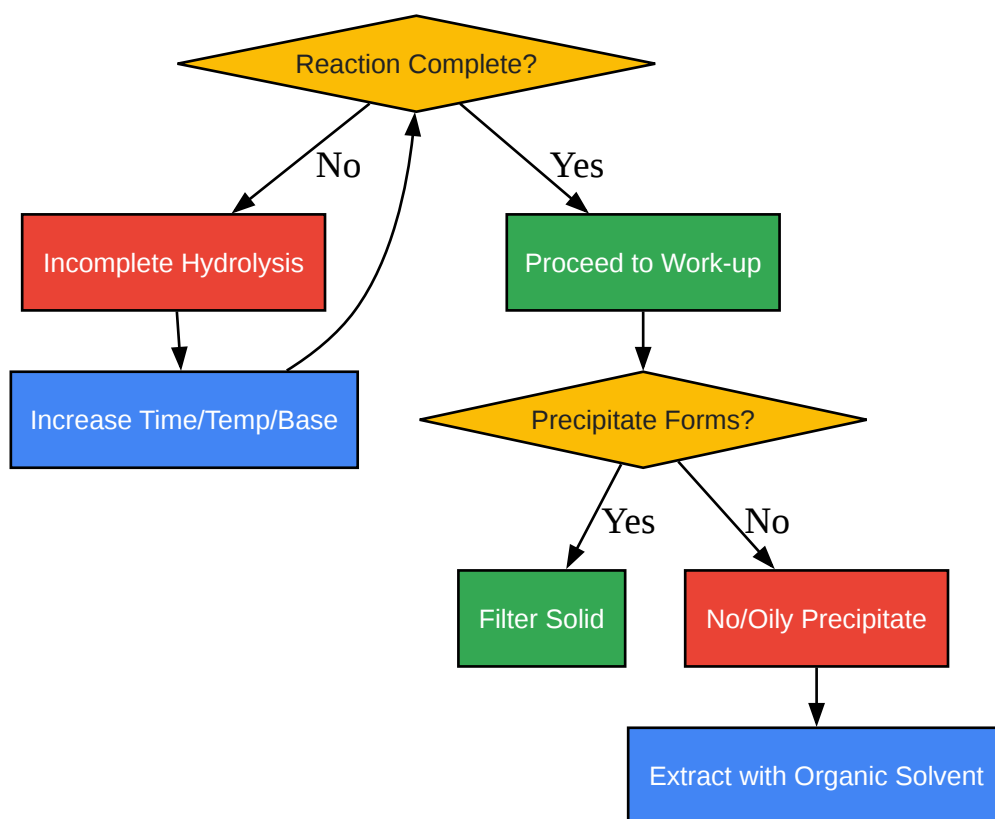 Reaction Complete?
No
Yes
Incomplete Hydrolysis
Proceed to Work-up
Increase Time/Temp/Base
Precipitate Forms?
Yes
No
Filter Solid
No/Oily Precipitate
Extract with Organic Solvent